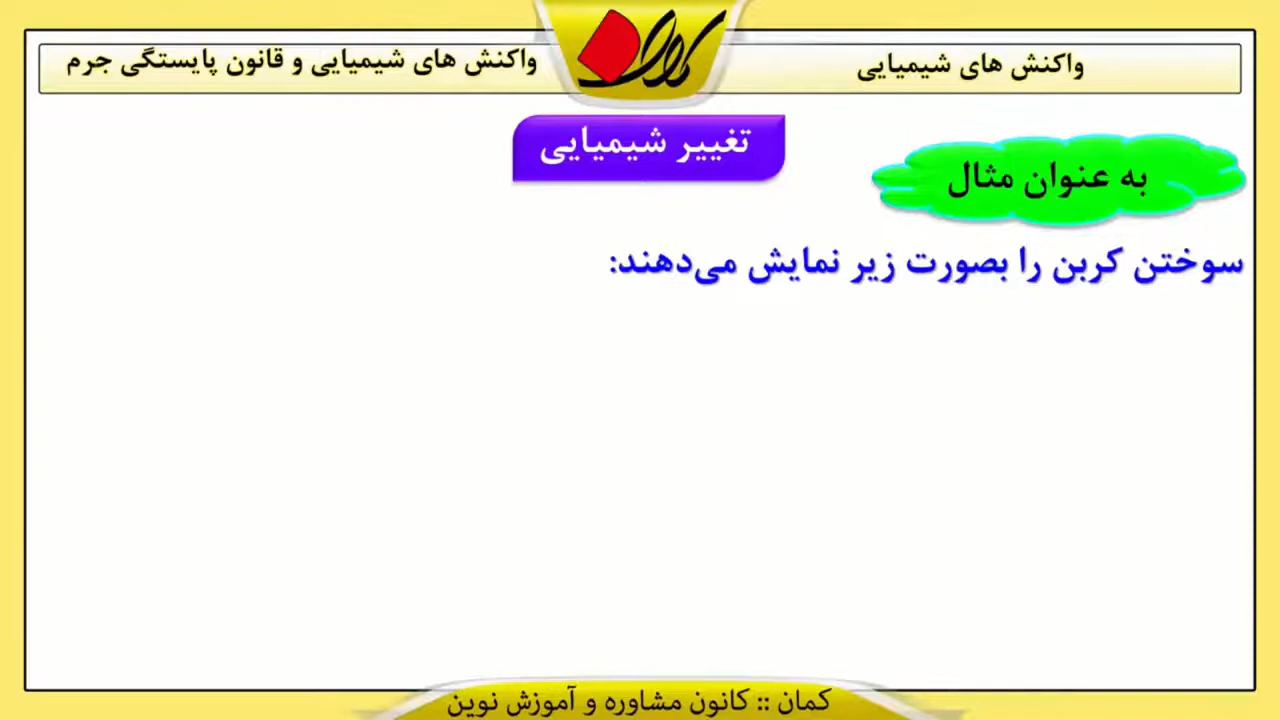 واکنش های شیمیایی
واکنش های شیمیایی و قانون پایستگی جرم
کمان
تغییر شیمیایی
به عنوان مثال
سوختن کربن را بصورت زیر نمایش می‌دهند:
کمان :: کانون مشاوره و آموزش نوین